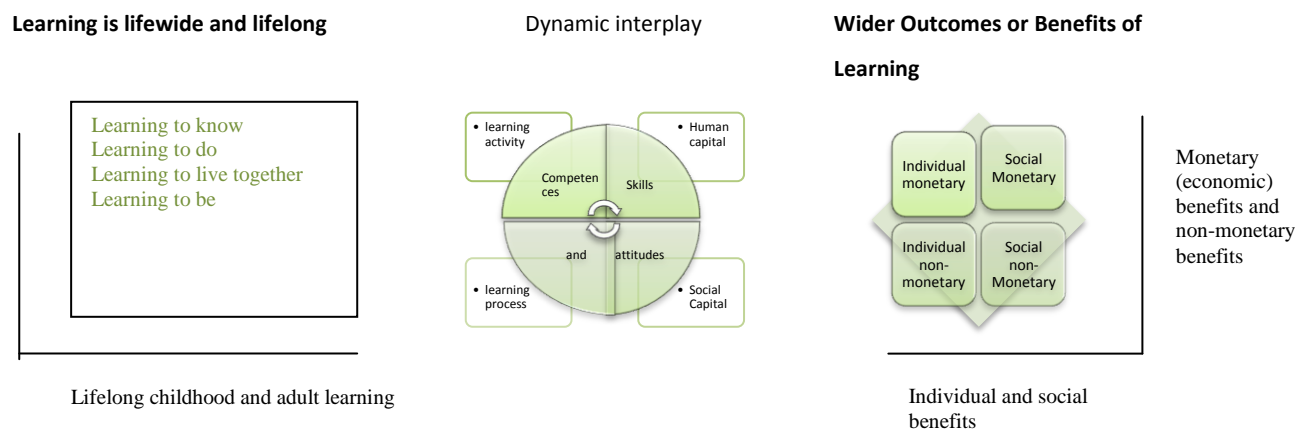 Learning is lifewide and lifelong
Learning to know
Learning to do
Learning to live together
Learning to be
Lifelong childhood and adult learning
Dynamic interplay
• learning
activity
• Human
capital
Competen
ces
Skills
and
attitudes
• learning
process
• Social
Capital
Wider Outcomes or Benefits of
Learning
Individual
monetary
Social
Monetary
Individual
non-
monetary
Social
non-
Monetary
Monetary
(economic)
benefits and
non-monetary
benefits
Individual and social
benefits